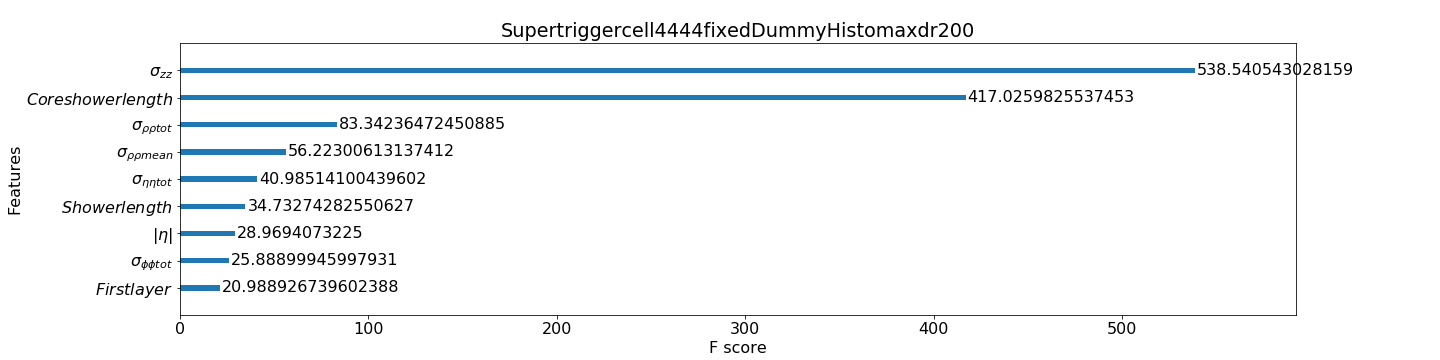 Supertriggercell4444fixedDummyHistomaxdr200
σzz 538.540543028159
Coreshowerlength 417.0259825537453
σρρtot 83.34236472450885
σρρmean 56.22300613137412
σηηtot 40.98514100439602
Showerlength 34.73274282550627
|η| 28.9694073225
σϕϕtot 25.88899945997931
Firstlayer 20.988926739602388
Features
0 100 200 300 400 500
F score